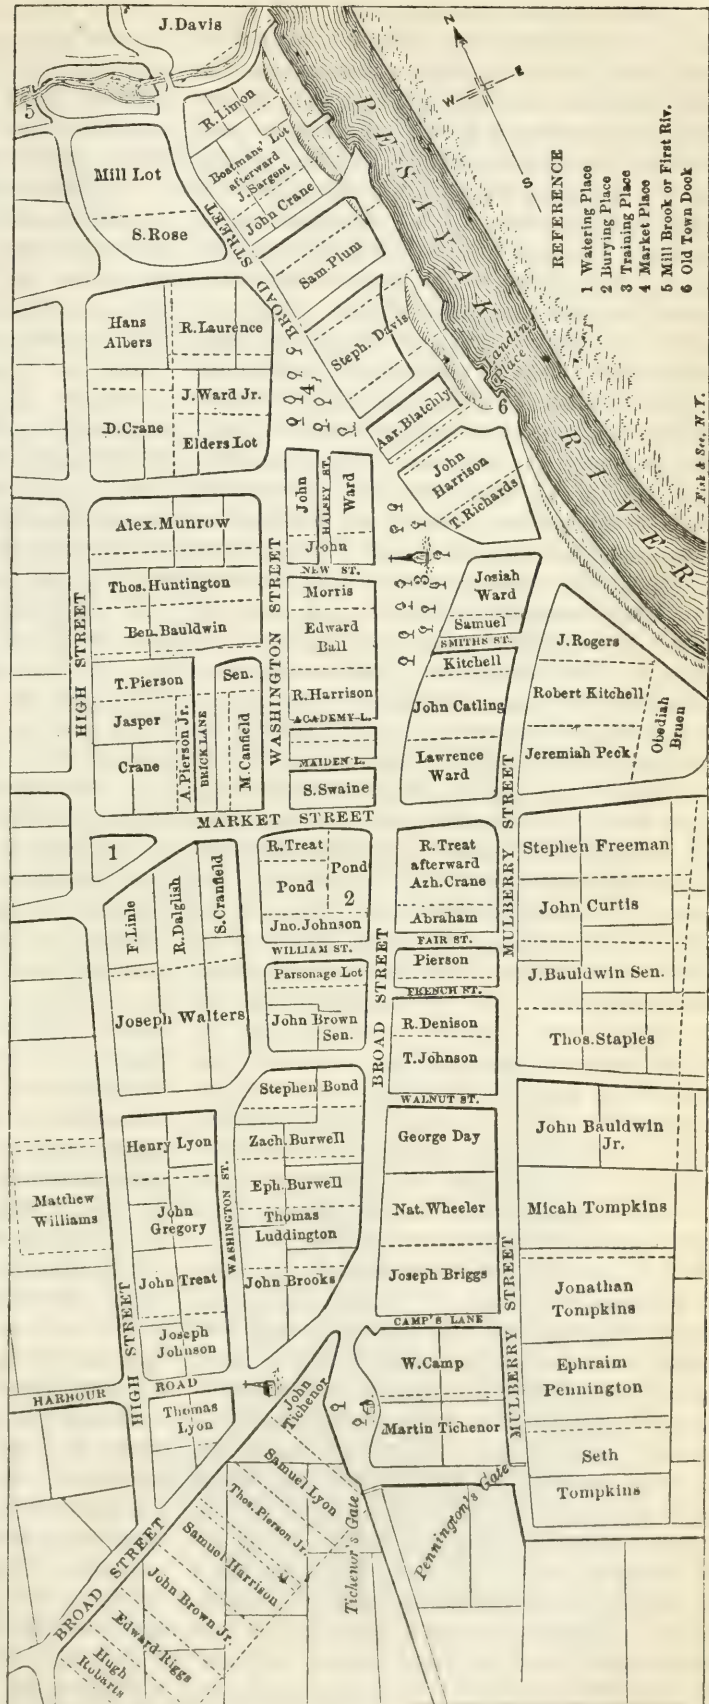 J. Davis
5
R. Limon
Boatmans' Lot
afterward
J. Sargent
John Crane
Mill Lot
S. Rose
BROAD STREET
Sam. Plum
Steph. Davis
Hans
Albers
R. Laurence
J. Ward Jr.
D. Crane
Elders Lot
4
Aar. Blatchly
John
Harrison
T. Richards
PESAYAK RIVER
Landing
Place
6
N
W
E
S
REFERENCE
1 Watering Place
2 Burying Place
3 Training Place
4 Market Place
5 Mill Brook or First Riv.
6 Old Town Dock
Fisk & See, N.Y.
HIGH STREET
Alex. Munrow
Thos. Huntington
Ben. Bauldwin
T. Pierson
Jasper
Crane
A. Pierson Jr.
BRICK LANE
Sen.
M. Canfield
WASHINGTON STREET
John
HALSEY ST.
Ward
John
NEW ST.
Morris
Edward
Ball
R. Harrison
ACADEMY L.
MAIDEN L.
S. Swaine
3
Josiah
Ward
Samuel
SMITHS ST.
Kitchell
John Catling
Lawrence
Ward
MULBERRY STREET
J. Rogers
Robert Kitchell
Jeremiah Peck
Obediah
Bruen
MARKET STREET
1
F. Linle
R. Dalglish
S. Cranfield
Joseph Walters
R. Treat
Pond
Pond
2
Jno. Johnson
WILLIAM ST.
Parsonage Lot
John Brown
Sen.
BROAD STREET
R. Treat
afterward
Azh. Crane
Abraham
FAIR ST.
Pierson
FRENCH ST.
R. Denison
T. Johnson
WALNUT ST.
Stephen Freeman
John Curtis
J. Bauldwin Sen.
Thos. Staples
Stephen Bond
Zach. Burwell
Eph. Burwell
Thomas
Luddington
John Brooks
Henry Lyon
John
Gregory
John Treat
Joseph
Johnson
WASHINGTON ST.
Matthew
Williams
HIGH STREET
George Day
Nat. Wheeler
Joseph Briggs
CAMP'S LANE
W. Camp
Martin Tichenor
MULBERRY STREET
John Bauldwin
Jr.
Micah Tompkins
Jonathan
Tompkins
Ephraim
Pennington
Seth
Tompkins
HARBOUR ROAD
Thomas
Lyon
John
Tichenor
Samuel Lyon
Thos. Pierson Jr.
Samuel Harrison
John Brown Jr.
Edward Riggs
Hugh
Robarts
BROAD STREET
Tichenor's Gate
Pennington's Gate